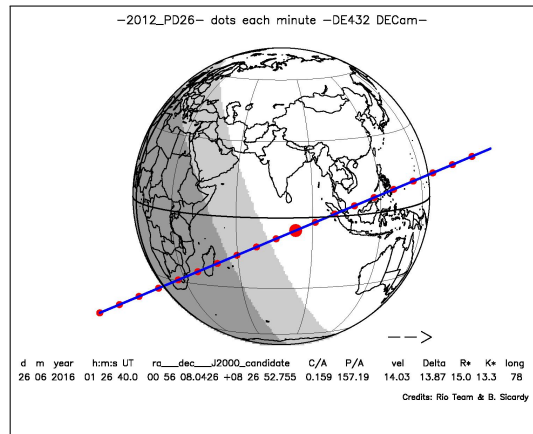 -2012_PD26- dots each minute -DE432 DECam-
d m year h:m:s UT ra___dec___J2000_candidate C/A P/A vel Delta R* K* long
26 06 2016 01 26 40.0 00 56 08.0426 +08 26 52.755 0.159 157.19 14.03 13.87 15.0 13.3 78
Credits: Rio Team & B. Sicardy